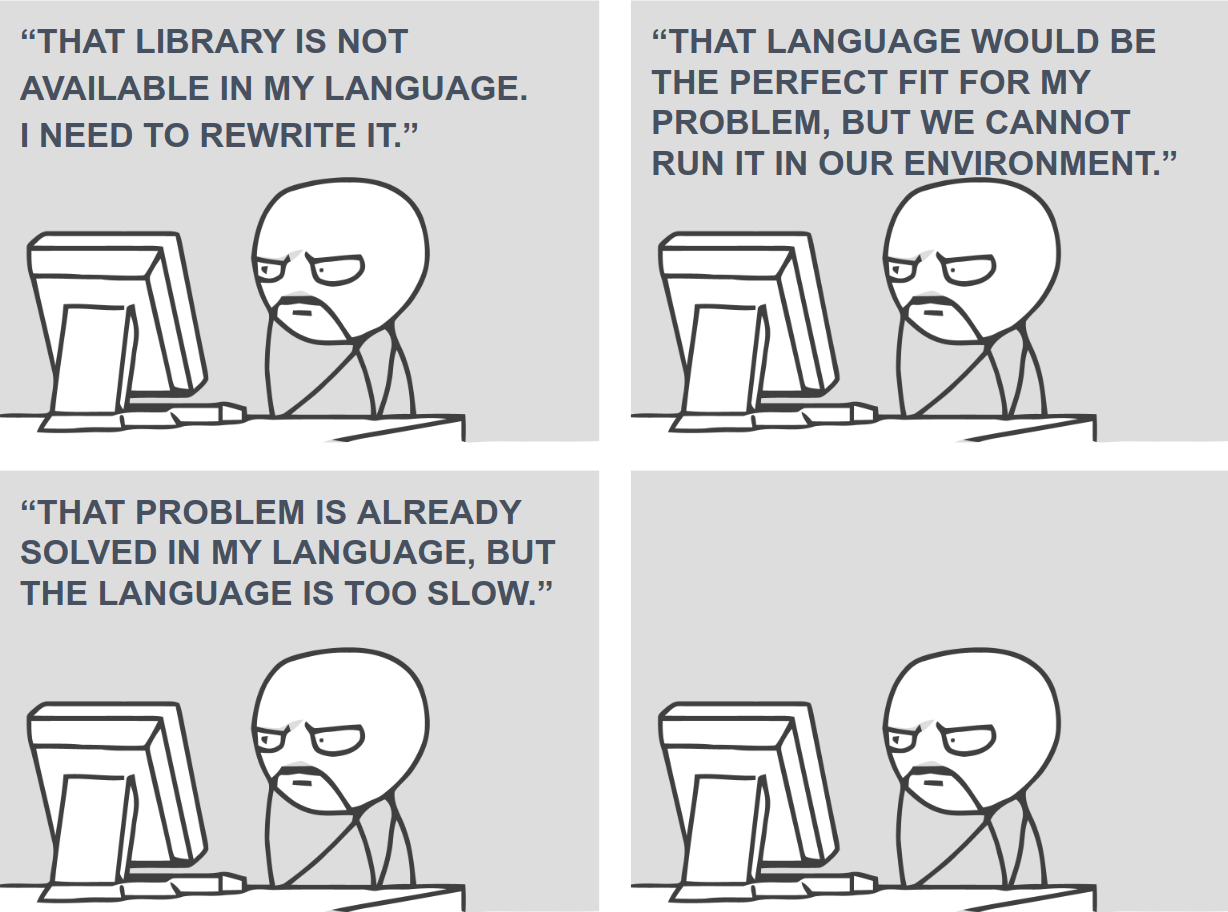 “THAT LIBRARY IS NOT
AVAILABLE IN MY LANGUAGE.
I NEED TO REWRITE IT.”
“THAT LANGUAGE WOULD BE
THE PERFECT FIT FOR MY
PROBLEM, BUT WE CANNOT
RUN IT IN OUR ENVIRONMENT.”
“THAT PROBLEM IS ALREADY
SOLVED IN MY LANGUAGE, BUT
THE LANGUAGE IS TOO SLOW.”